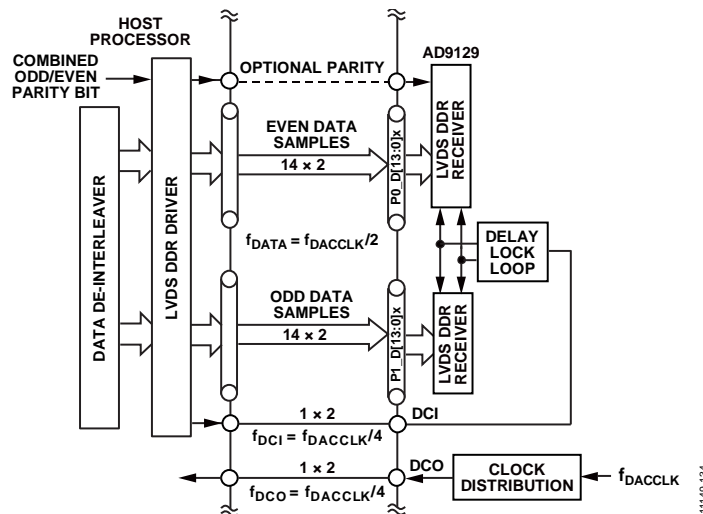 HOST
PROCESSOR
AD9129
COMBINED
ODD/EVEN
PARITY BIT
OPTIONAL PARITY
DATA DE-INTERLEAVER
LVDS DDR DRIVER
EVEN DATA
SAMPLES
14 × 2
P0_D[13:0]x
LVDS DDR
RECEIVER
fDATA = fDACCLK/2
DELAY
LOCK
LOOP
ODD DATA
SAMPLES
14 × 2
P1_D[13:0]x
LVDS DDR
RECEIVER
1 × 2
DCI
fDCI = fDACCLK/4
1 × 2
DCO
fDCO = fDACCLK/4
CLOCK
DISTRIBUTION
fDACCLK
11149-134